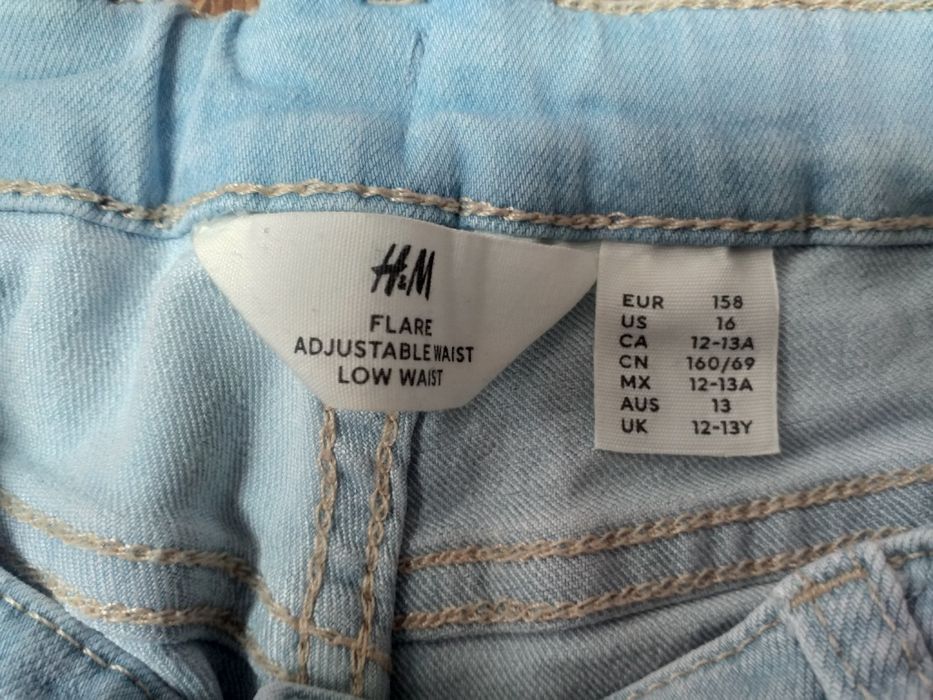 H&M
FLARE
ADJUSTABLE WAIST
LOW WAIST
EUR 158
US 16
CA 12-13A
CN 160/69
MX 12-13A
AUS 13
UK 12-13Y